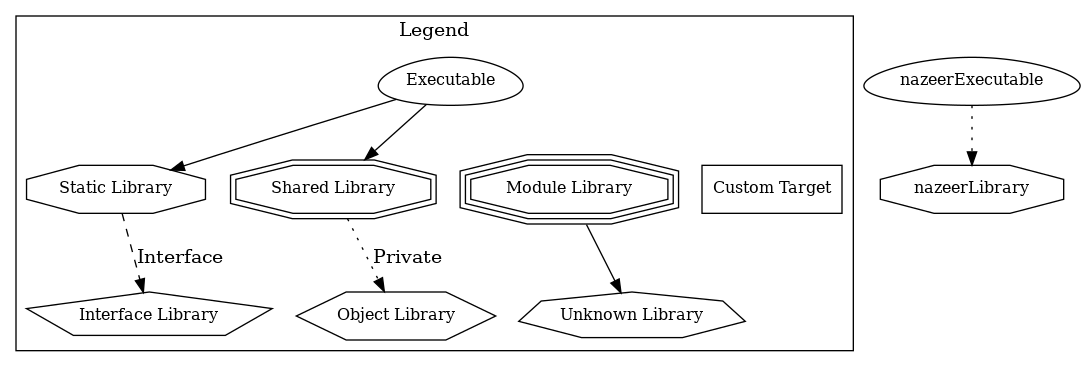 Legend
Executable
nazeerExecutable
Static Library
Shared Library
Module Library
Custom Target
nazeerLibrary
Interface
Private
Interface Library
Object Library
Unknown Library